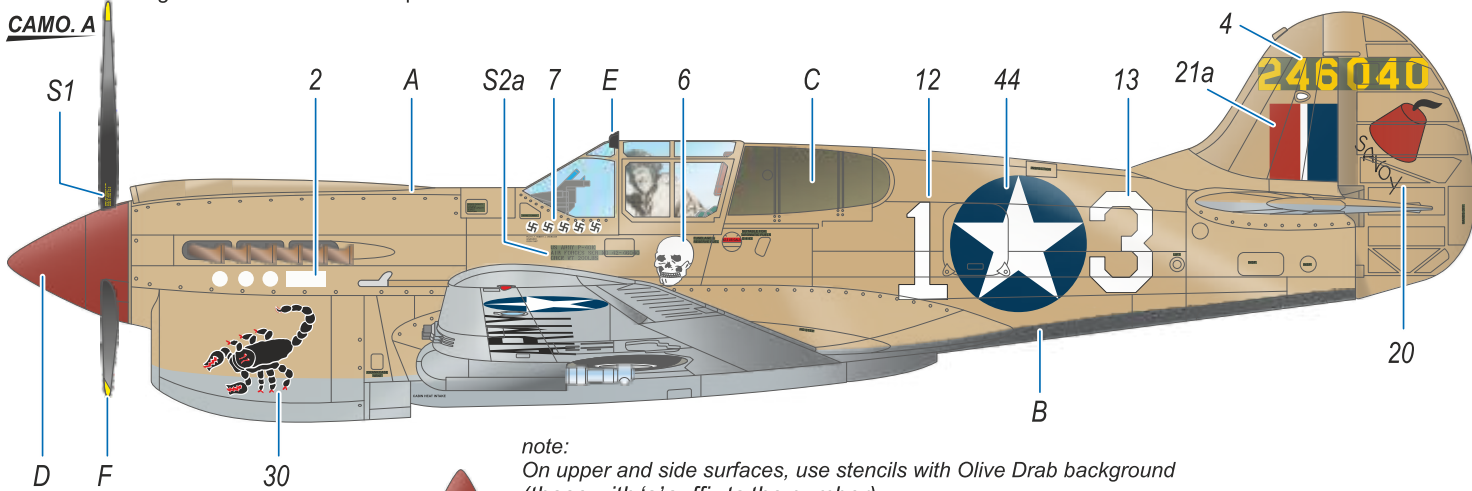 CAMO. A
S1
2
A
S2a
7
E
6
C
12
44
13
21a
4
246040
SAVOY
1
3
D
F
30
B
20
note:
On upper and side surfaces, use stencils with Olive Drab background